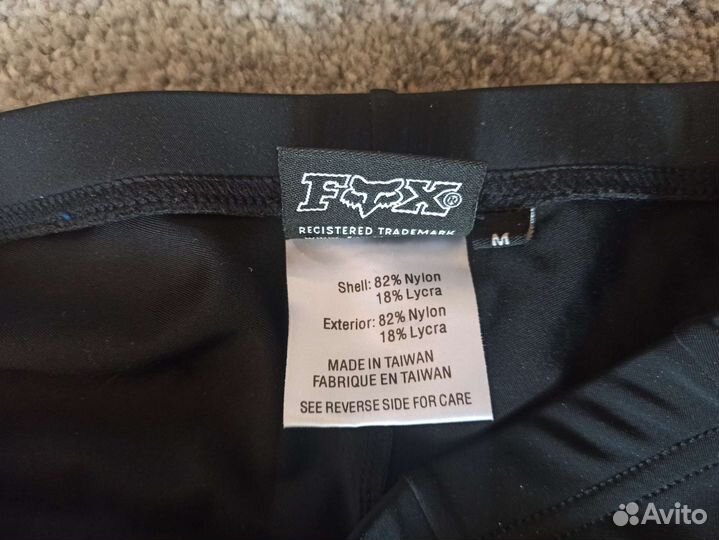 FOX®
REGISTERED TRADEMARK
M
Shell: 82% Nylon
18% Lycra
Exterior: 82% Nylon
18% Lycra
MADE IN TAIWAN
FABRIQUE EN TAIWAN
SEE REVERSE SIDE FOR CARE
Avito